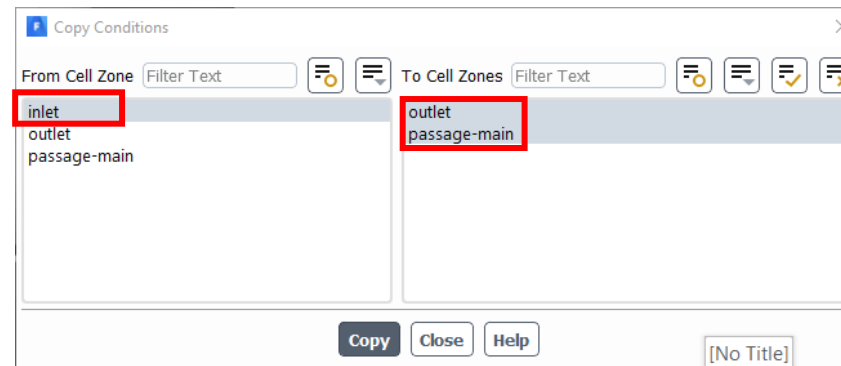 Copy Conditions
From Cell Zone Filter Text To Cell Zones Filter Text
inlet
outlet
passage-main
outlet
passage-main
Copy Close Help
[No Title]